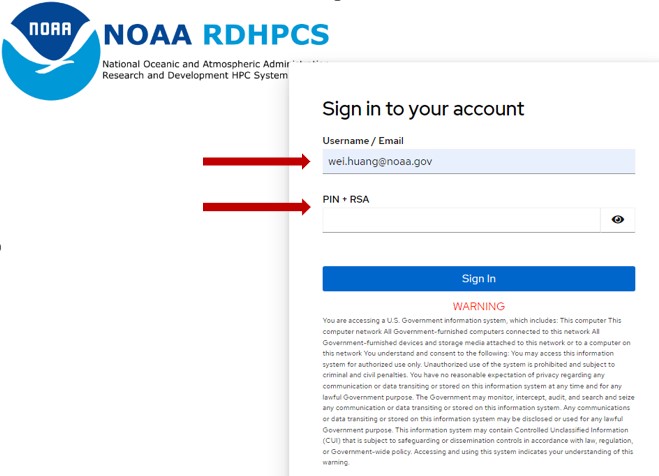 NOAA
NOAA RDHPCS
National Oceanic and Atmospheric
Research and Development HPC System
Sign in to your account
Username / Email
wei.huang@noaa.gov
PIN + RSA
Sign In
WARNING
You are accessing a U.S. Government information system, which includes: This computer This
computer network All Government-furnished computers connected to this network All
Government-furnished devices and storage media attached to this network or to a computer on
this network You understand and consent to the following: You may access this information
system for authorized use only. Unauthorized use of the system is prohibited and subject to
criminal and civil penalties. You have no reasonable expectation of privacy regarding any
communication or data transiting or stored on this information system at any time and for any
lawful Government purpose. The Government may monitor, intercept, audit, and search and seize
any communication or data transiting or stored on this information system. Any communications
or data transiting or stored on this information system may be disclosed or used for any lawful
Government purpose. This information system may contain Controlled Unclassified Information
(CUI) that is subject to safeguarding or dissemination controls in accordance with law, regulation,
or Government-wide policy. Accessing and using this system indicates your understanding of this
warning.